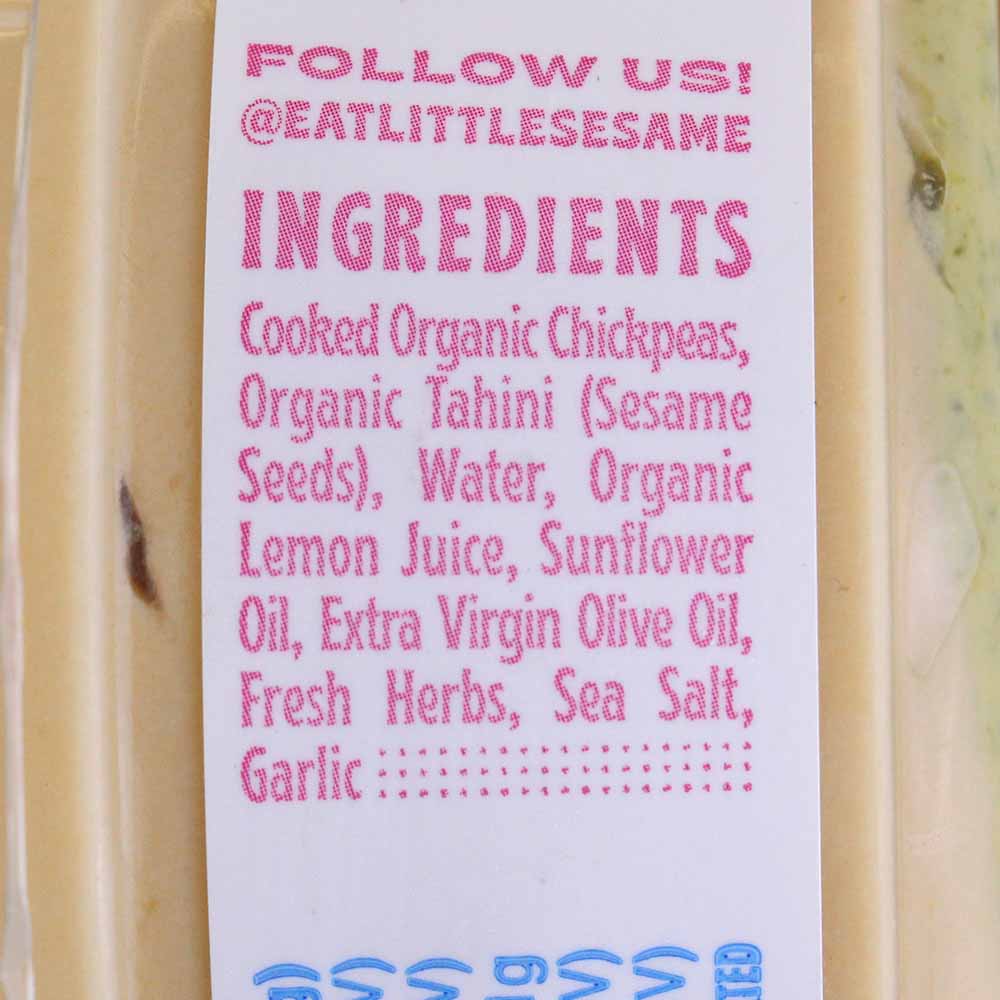 FOLLOW US!
@EATLITTLESESAME
INGREDIENTS
Cooked Organic Chickpeas,
Organic Tahini (Sesame
Seeds), Water, Organic
Lemon Juice, Sunflower
Oil, Extra Virgin Olive Oil,
Fresh Herbs, Sea Salt,
Garlic